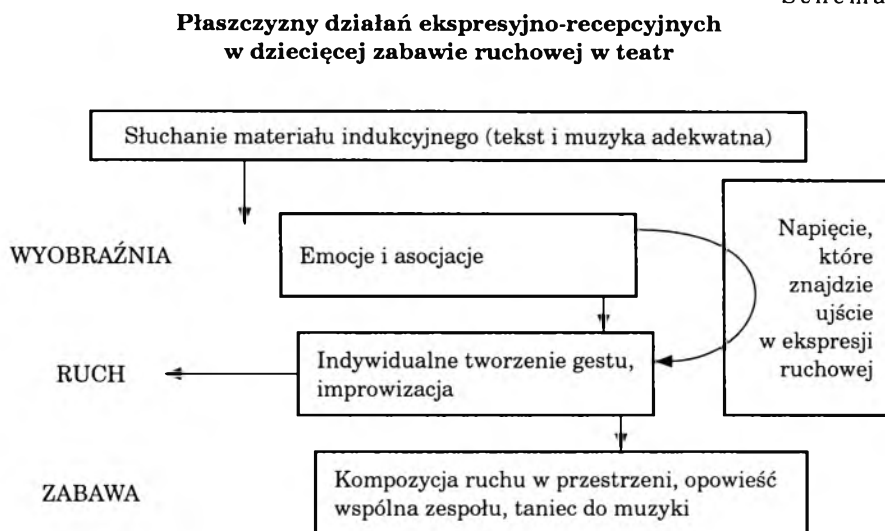 Płaszczyzny działań ekspresyjno-recepcyjnych
w dziecięcej zabawie ruchowej w teatr
Słuchanie materiału indukcyjnego (tekst i muzyka adekwatna)
WYOBRAŹNIA
Emocje i asocjacje
Napięcie,
które
znajdzie
ujście
w ekspresji
ruchowej
RUCH
Indywidualne tworzenie gestu,
improwizacja
ZABAWA
Kompozycja ruchu w przestrzeni, opowieść
wspólna zespołu, taniec do muzyki